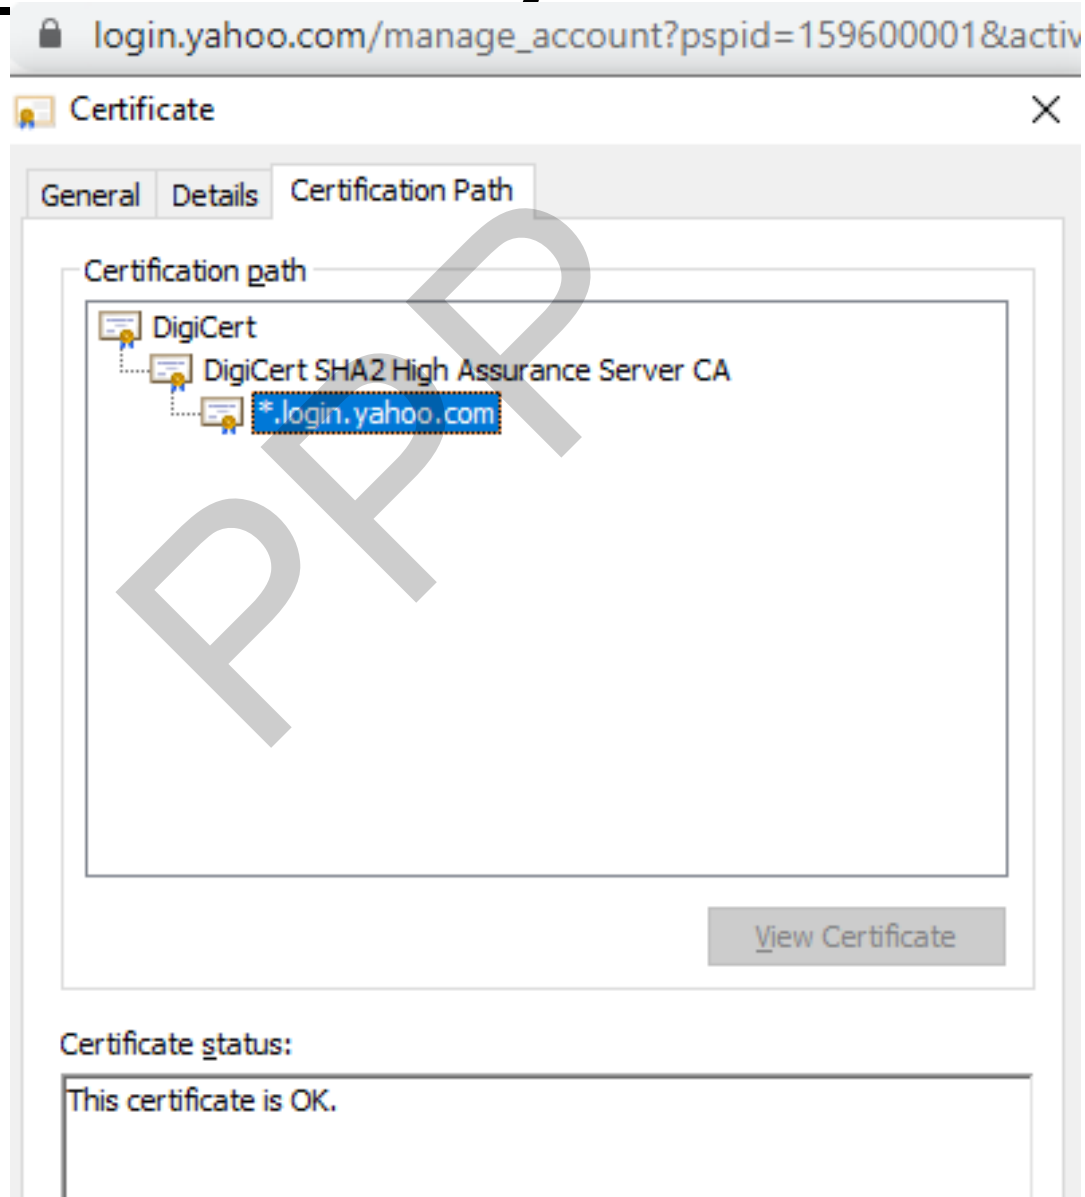 login.yahoo.com/manage_account?pspid=159600001&activ
Certificate
General Details Certification Path
Certification path
DigiCert
DigiCert SHA2 High Assurance Server CA
*.login.yahoo.com
PPP
View Certificate
Certificate status:
This certificate is OK.